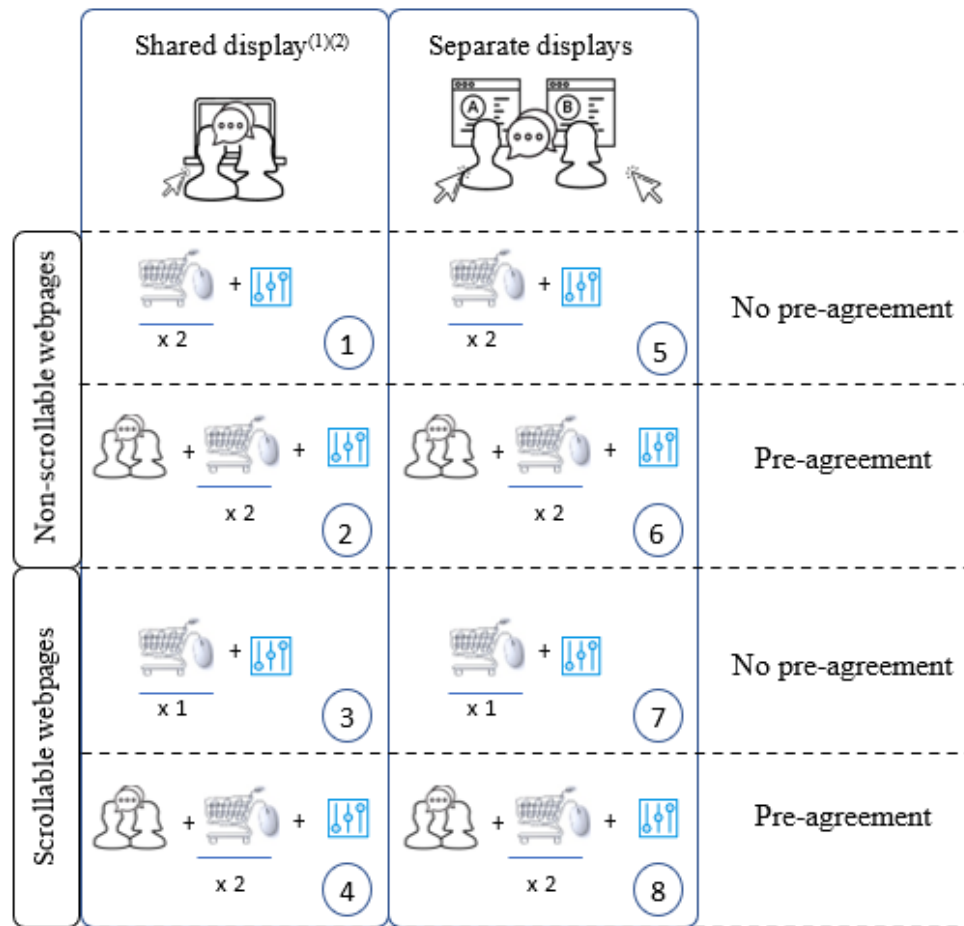 Shared display(1)(2)
Separate displays
A
B
Non-scrollable webpages
+
x 2
1
+
x 2
5
No pre-agreement
+ +
x 2
2
+ +
x 2
6
Pre-agreement
Scrollable webpages
+
x 1
3
+
x 1
7
No pre-agreement
+ +
x 2
4
+ +
x 2
8
Pre-agreement